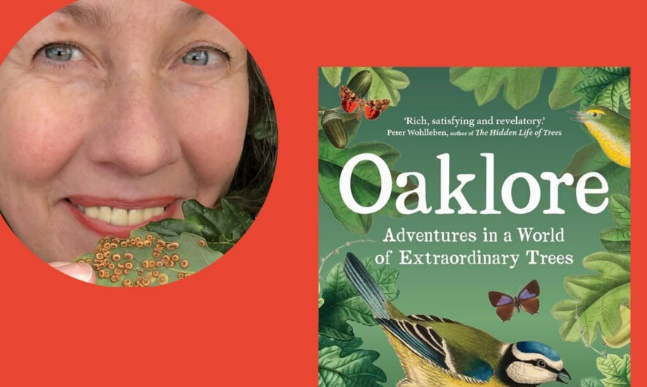 ‘Rich, satisfying and revelatory.’
Peter Wohlleben, author of The Hidden Life of Trees
Oaklore
Adventures in a World
of Extraordinary Trees